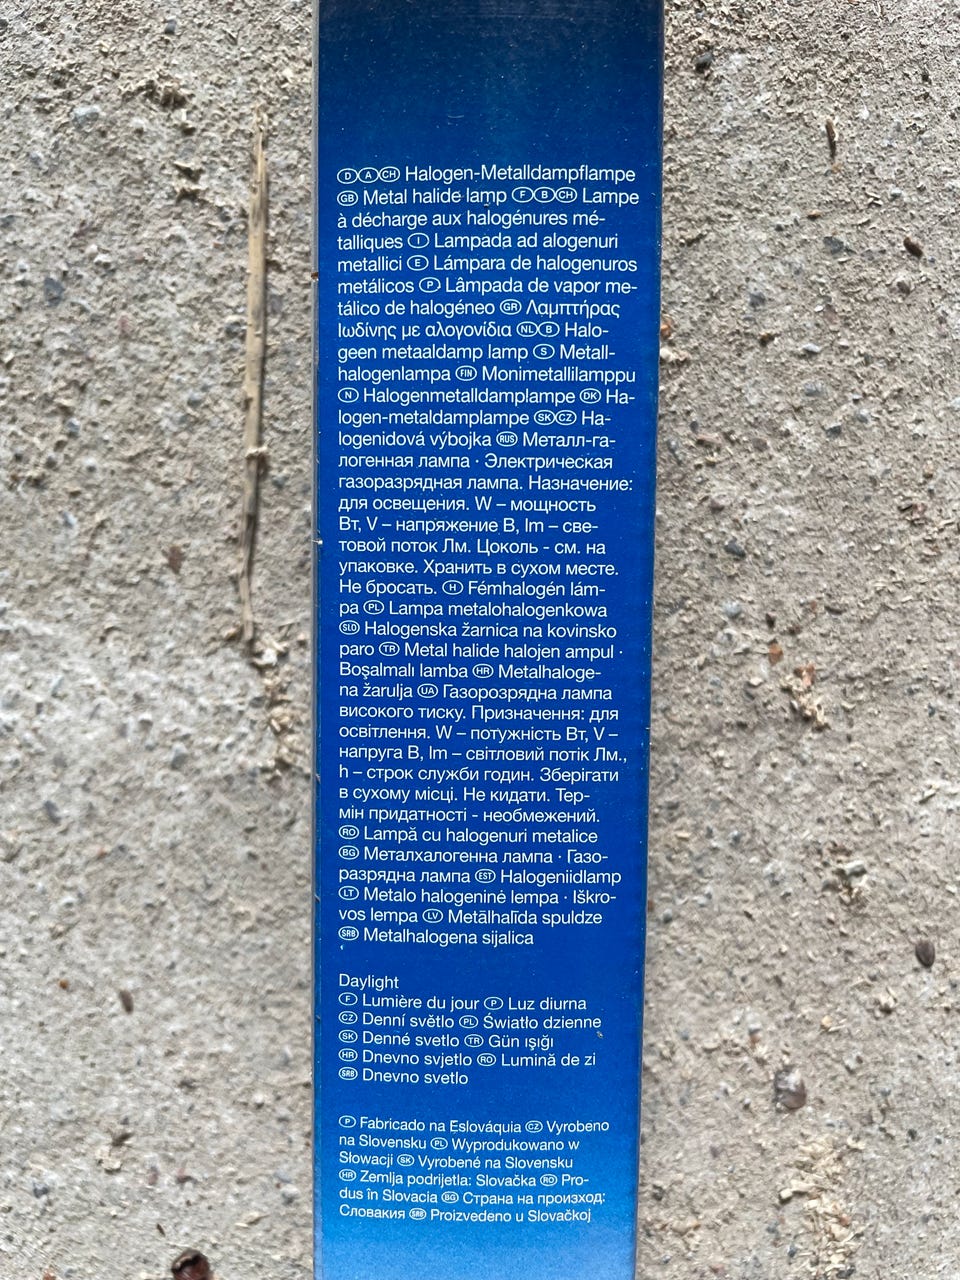 D A CH Halogen-Metalldampflampe
GB Metal halide lamp F B CH Lampe
à décharge aux halogénures mé-
talliques I Lampada ad alogenuri
metallici E Lámpara de halogenuros
metálicos P Lâmpada de vapor me-
tálico de halogéneo GR Λαμπτήρας
Ιωδίνης με αλογονίδια NL B Halo-
geen metaaldamp lamp S Metall-
halogenlampa FIN Monimetallilamppu
N Halogenmetalldamplampe DK Ha-
logen-metaldamplampe SK CZ Ha-
logenidová výbojka RUS Металл-га-
логенная лампа · Электрическая
газоразрядная лампа. Назначение:
для освещения. W – мощность
Вт, V – напряжение В, lm – све-
товой поток Лм. Цоколь - см. на
упаковке. Хранить в сухом месте.
Не бросать. H Fémhalogén lám-
pa PL Lampa metalohalogenkowa
SLO Halogenska žarnica na kovinsko
paro TR Metal halide halojen ampul ·
Boşalmalı lamba HR Metalhaloge-
na žarulja UA Газорозрядна лампа
високого тиску. Призначення: для
освітлення. W – потужність Вт, V –
напруга В, lm – світловий потік Лм.,
h – строк служби годин. Зберігати
в сухому місці. Не кидати. Тер-
мін придатності - необмежений.
RO Lampă cu halogenuri metalice
BG Металхалогенна лампа · Газо-
разрядна лампа EST Halogeniidlamp
LT Metalo halogeninė lempa · Iškro-
vos lempa LV Metālhalīda spuldze
SRB Metalhalogena sijalica
Daylight
F Lumière du jour P Luz diurna
CZ Denní světlo PL Światło dzienne
SK Denné svetlo TR Gün ışığı
HR Dnevno svjetlo RO Lumină de zi
SRB Dnevno svetlo
P Fabricado na Eslováquia CZ Vyrobeno
na Slovensku PL Wyprodukowano w
Słowacji SK Vyrobené na Slovensku
HR Zemlja podrijetla: Slovačka RO Pro-
dus în Slovacia BG Страна на произход:
Словакия SRB Proizvedeno u Slovačkoj